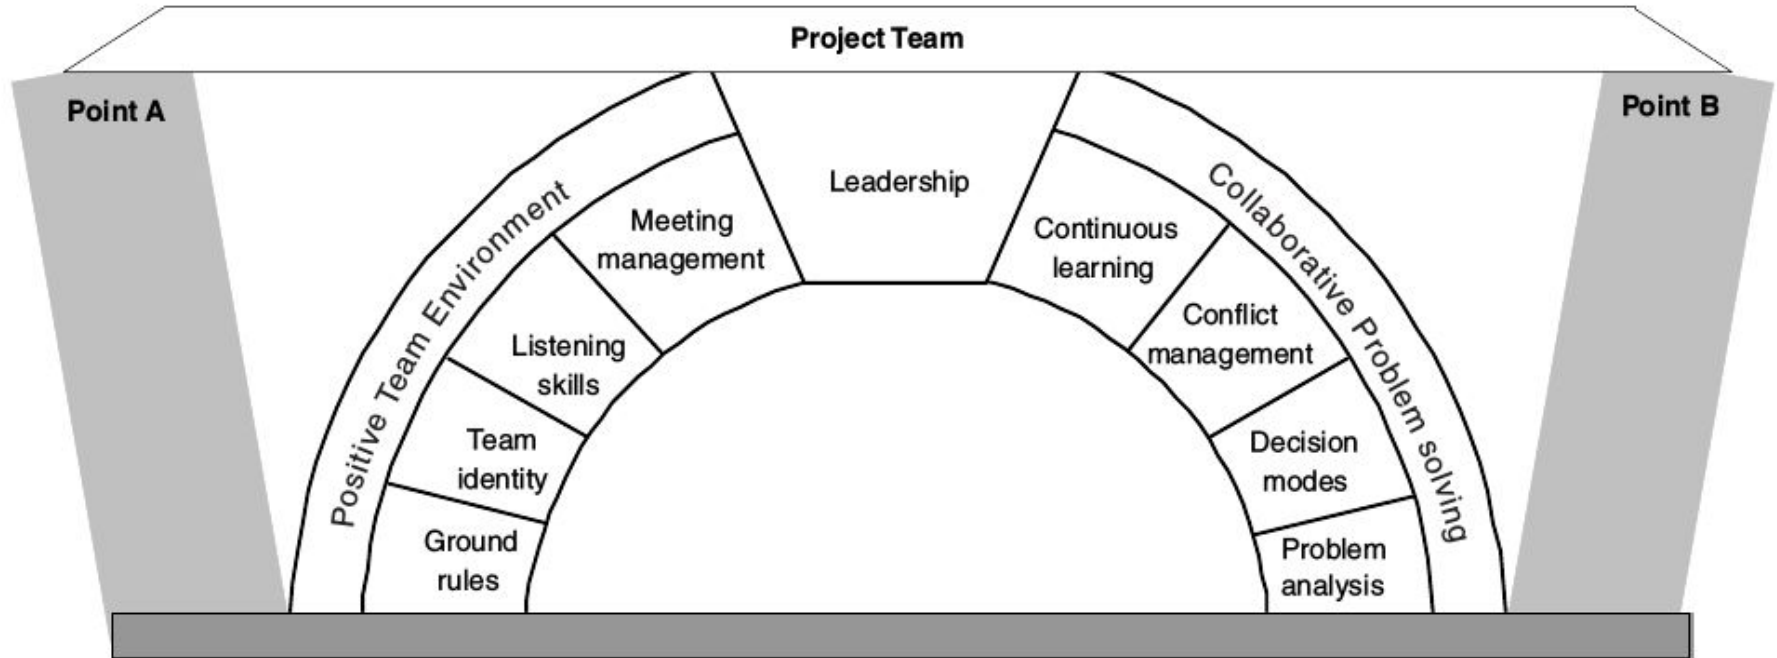 Project Team
Point A
Point B
Leadership
Positive Team Environment
Meeting
management
Listening
skills
Team
identity
Ground
rules
Collaborative Problem solving
Continuous
learning
Conflict
management
Decision
modes
Problem
analysis